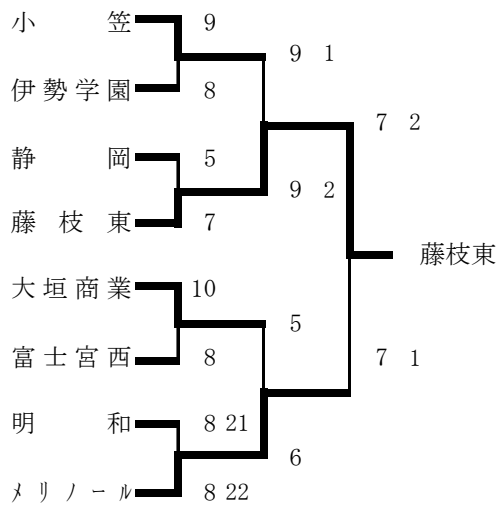 小笠 9
9 1
伊勢学園 8
7 2
静岡 5
9 2
藤枝東 7
藤枝東
大垣商業 10
5
富士宮西 8
7 1
明和 8 21
6
メリノール 8 22